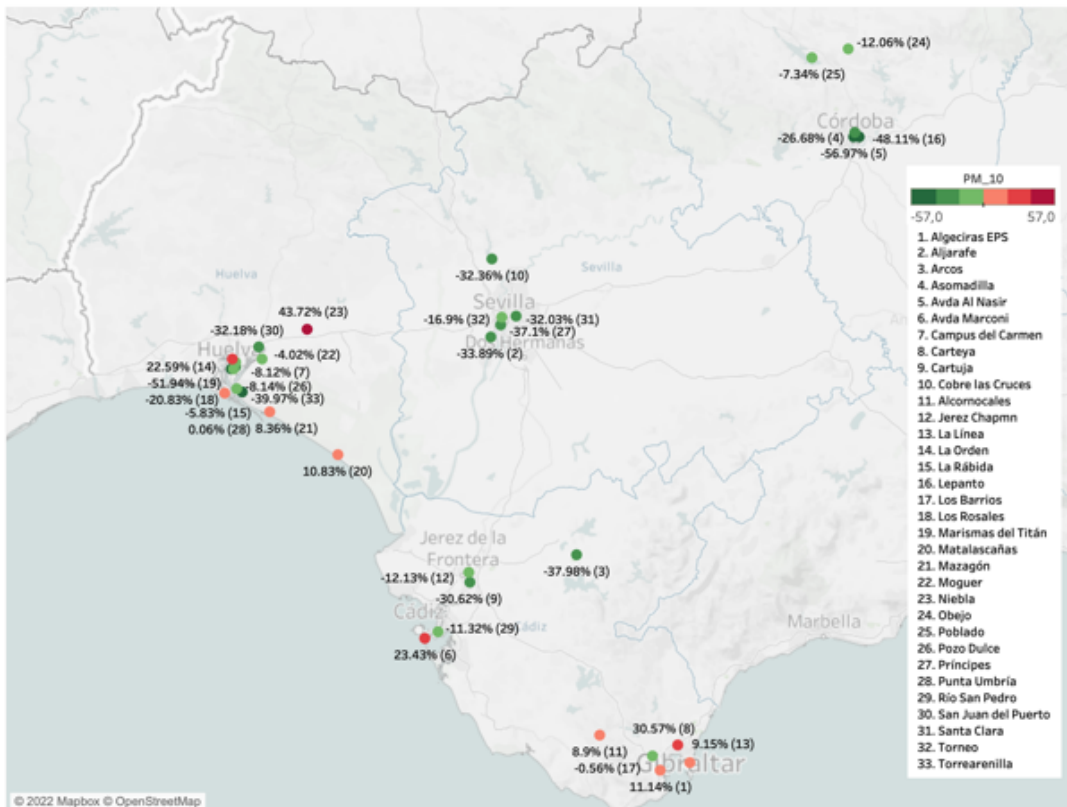 -12.06% (24)
-7.34% (25)
Córdoba
-26.68% (4)
-48.11% (16)
-56.97% (5)
PM_10
-57,0
57,0
1. Algeciras EPS
2. Aljarafe
3. Arcos
4. Asomadilla
5. Avda Al Nasir
6. Avda Marconi
7. Campus del Carmen
8. Carteya
9. Cartuja
10. Cobre las Cruces
11. Alcornocales
12. Jerez Chapmn
13. La Línea
14. La Orden
15. La Rábida
16. Lepanto
17. Los Barrios
18. Los Rosales
19. Marismas del Titán
20. Matalascañas
21. Mazagón
22. Moguer
23. Niebla
24. Obejo
25. Poblado
26. Pozo Dulce
27. Príncipes
28. Punta Umbría
29. Río San Pedro
30. San Juan del Puerto
31. Santa Clara
32. Torneo
33. Torrearenilla
-32.36% (10)
Huelva
Sevilla
Sevilla
43.72% (23)
-16.9% (32)
-32.03% (31)
-32.18% (30)
-37.1% (27)
Dos Hermanas
Huelva
-4.02% (22)
-33.89% (2)
22.59% (14)
-8.12% (7)
-51.94% (19)
-8.14% (26)
-20.83% (18)
-39.97% (33)
-5.83% (15)
0.06% (28)
8.36% (21)
10.83% (20)
Jerez de la
Frontera
-12.13% (12)
-37.98% (3)
-30.62% (9)
Cádiz
-11.32% (29)
Cádiz
Marbella
23.43% (6)
30.57% (8)
8.9% (11)
9.15% (13)
-0.56% (17)
Gibraltar
11.14% (1)
© 2022 Mapbox © OpenStreetMap